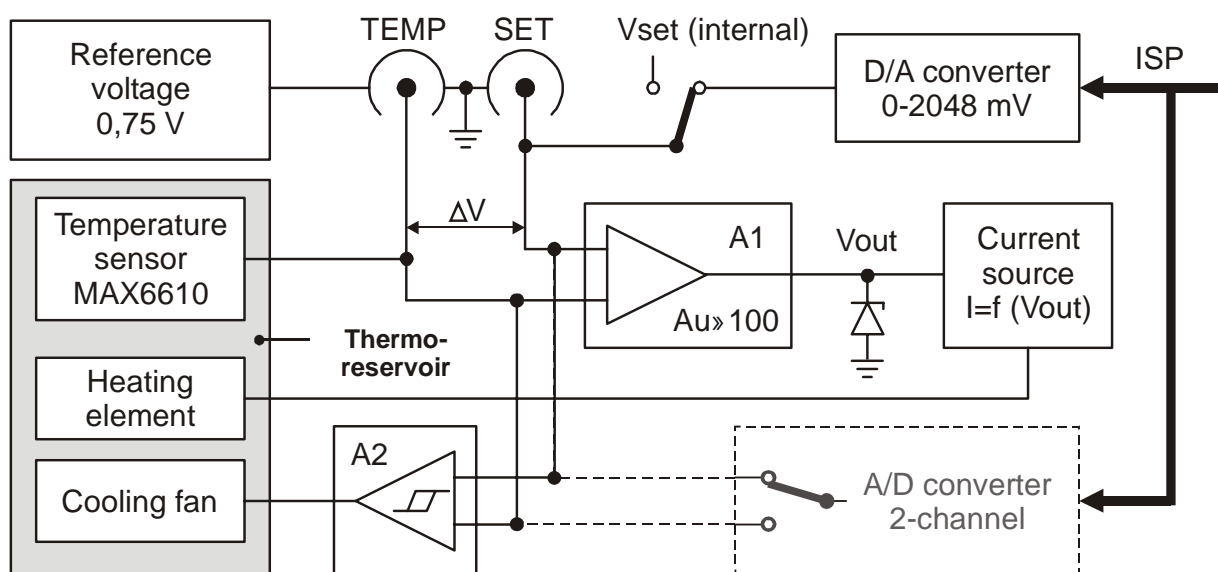 TEMP SET
Vset (internal)
ISP
Reference
voltage
0,75 V
D/A converter
0-2048 mV
ΔV
Temperature
sensor
MAX6610
A1
Au» 100
Vout
Current
source
I=f (Vout)
Thermo-
reservoir
Heating
element
A2
Cooling fan
A/D converter
2-channel